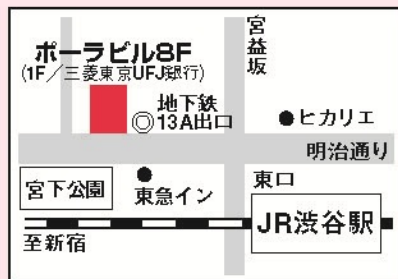 ポーラビル8F
(1F／三菱東京UFJ銀行)
宮益坂
地下鉄
13A出口
ヒカリエ
明治通り
宮下公園
東急イン
東口
JR渋谷駅
至新宿